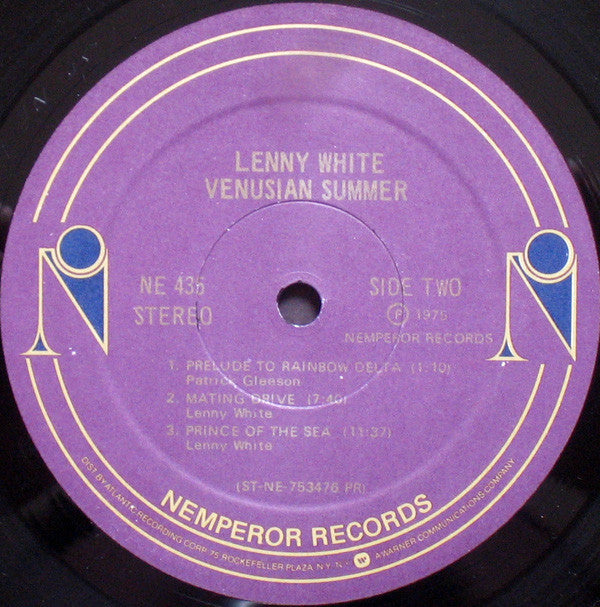 LENNY WHITE
VENUSIAN SUMMER
NE 435
STEREO
SIDE TWO
Ⓟ 1975
NEMPEROR RECORDS
1. PRELUDE TO RAINBOW DELTA (1:10)
Patrick Gleeson
2. MATING DRIVE (7:40)
Lenny White
3. PRINCE OF THE SEA (11:37)
Lenny White
(ST-NE-753476 PR)
NEMPEROR RECORDS
DIST BY ATLANTIC RECORDING CORP. 75 ROCKEFELLER PLAZA, N.Y. N.Y. A WARNER COMMUNICATIONS COMPANY